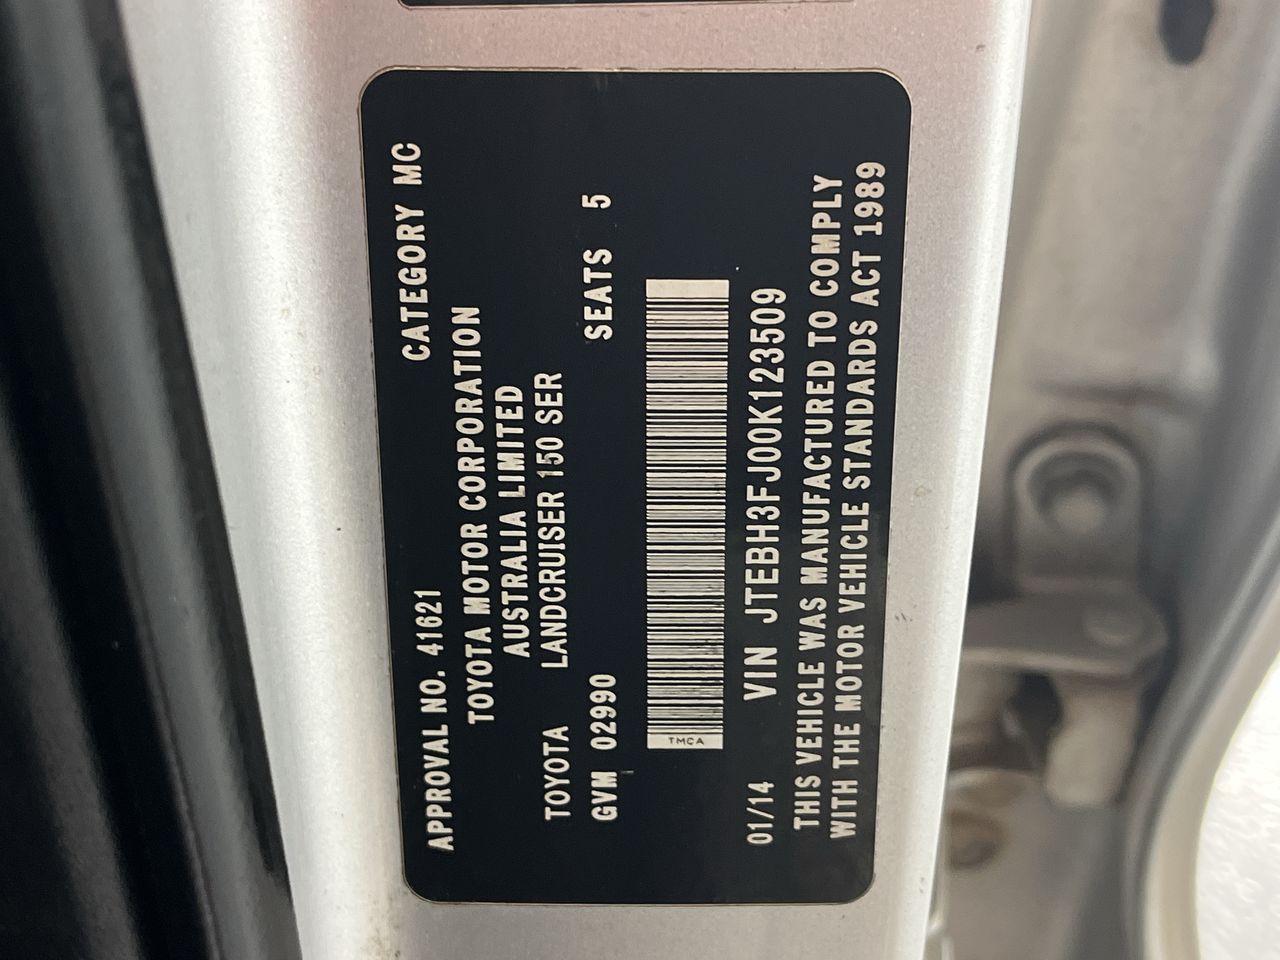 APPROVAL NO. 41621 CATEGORY MC
TOYOTA MOTOR CORPORATION
AUSTRALIA LIMITED
TOYOTA LANDCRUISER 150 SER
GVM 02990 SEATS 5
TMCA
01/14 VIN JTEBH3FJ00K123509
THIS VEHICLE WAS MANUFACTURED TO COMPLY
WITH THE MOTOR VEHICLE STANDARDS ACT 1989